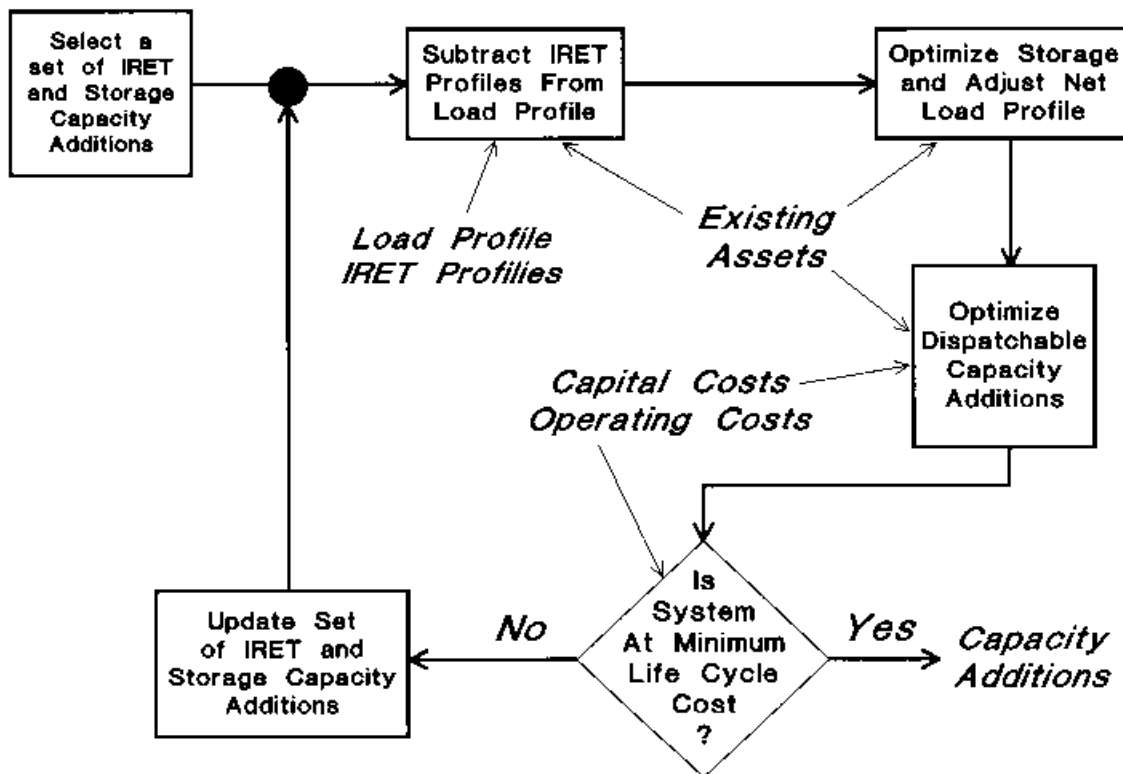 Select a
set of IRET
and Storage
Capacity
Additions
Subtract IRET
Profiles From
Load Profile
Optimize Storage
and Adjust Net
Load Profile
Load Profile
IRET Profilies
Existing
Assets
Optimize
Dispatchable
Capacity
Additions
Capital Costs
Operating Costs
Is
System
At Minimum
Life Cycle
Cost
?
No
Yes
Capacity
Additions
Update Set
of IRET and
Storage Capacity
Additions